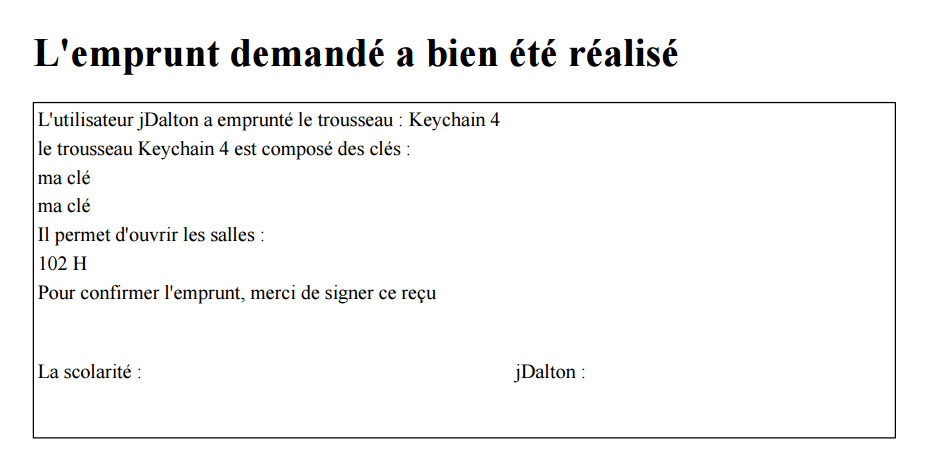 L'emprunt demandé a bien été réalisé
L'utilisateur jDalton a emprunté le trousseau : Keychain 4
le trousseau Keychain 4 est composé des clés :
ma clé
ma clé
Il permet d'ouvrir les salles :
102 H
Pour confirmer l'emprunt, merci de signer ce reçu
La scolarité : jDalton :